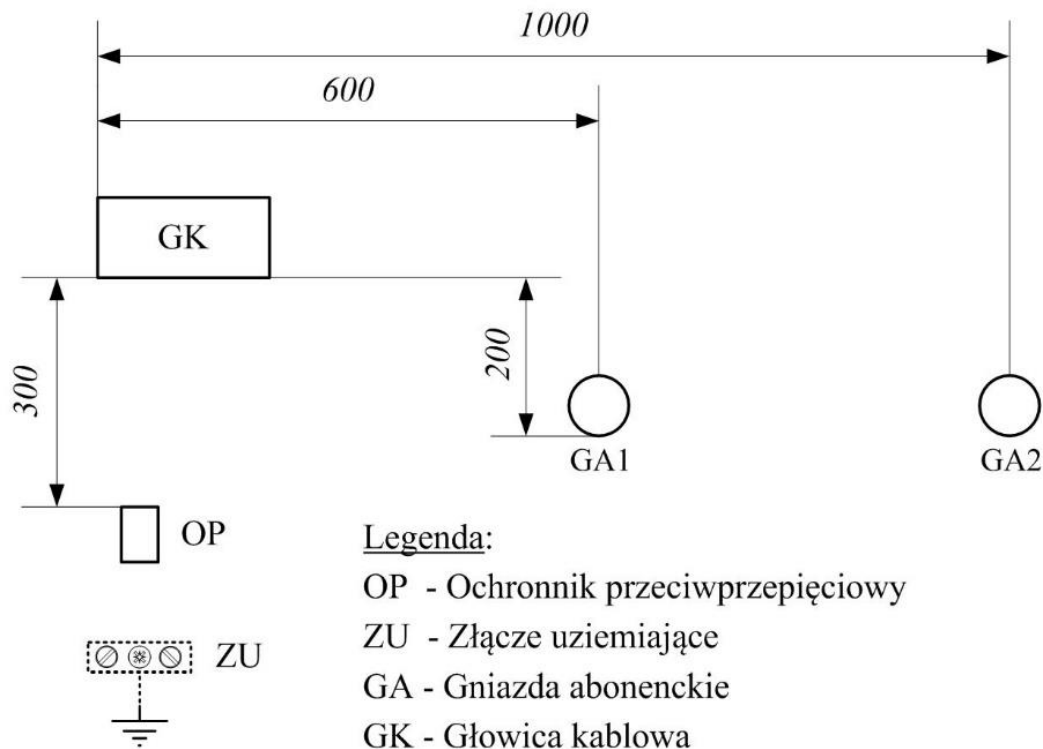 1000
600
GK
300
200
GA1
GA2
OP
ZU
Legenda:
OP - Ochronnik przeciwprzepięciowy
ZU - Złącze uziemiające
GA - Gniazda abonenckie
GK - Głowica kablowa